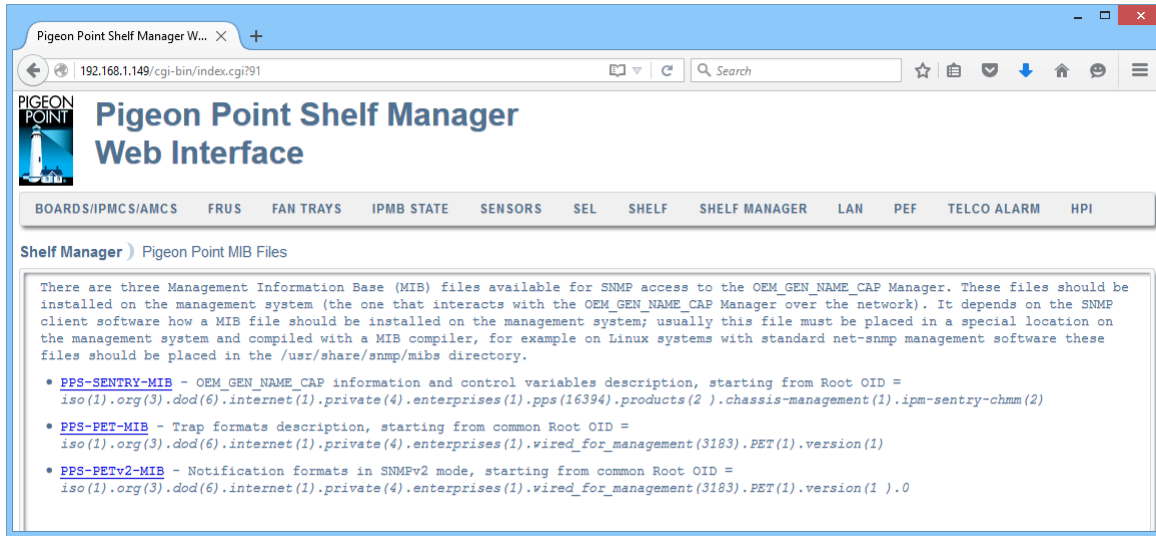 Pigeon Point Shelf Manager W...
192.168.1.149/cgi-bin/index.cgi?91
Search
PIGEON
POINT
Pigeon Point Shelf Manager
Web Interface
BOARDS/IPMCS/AMCS FRUS FAN TRAYS IPMB STATE SENSORS SEL SHELF SHELF MANAGER LAN PEF TELCO ALARM HPI
Shelf Manager ) Pigeon Point MIB Files
There are three Management Information Base (MIB) files available for SNMP access to the OEM_GEN_NAME_CAP Manager. These files should be
installed on the management system (the one that interacts with the OEM_GEN_NAME_CAP Manager over the network). It depends on the SNMP
client software how a MIB file should be installed on the management system; usually this file must be placed in a special location on
the management system and compiled with a MIB compiler, for example on Linux systems with standard net-snmp management software these
files should be placed in the /usr/share/snmp/mibs directory.
• PPS-SENTRY-MIB - OEM_GEN_NAME_CAP information and control variables description, starting from Root OID =
iso(1).org(3).dod(6).internet(1).private(4).enterprises(1).pps(16394).products(2 ).chassis-management(1).ipm-sentry-chmm(2)
• PPS-PET-MIB - Trap formats description, starting from common Root OID =
iso(1).org(3).dod(6).internet(1).private(4).enterprises(1).wired_for_management(3183).PET(1).version(1)
• PPS-PETv2-MIB - Notification formats in SNMPv2 mode, starting from common Root OID =
iso(1).org(3).dod(6).internet(1).private(4).enterprises(1).wired_for_management(3183).PET(1).version(1 ).0